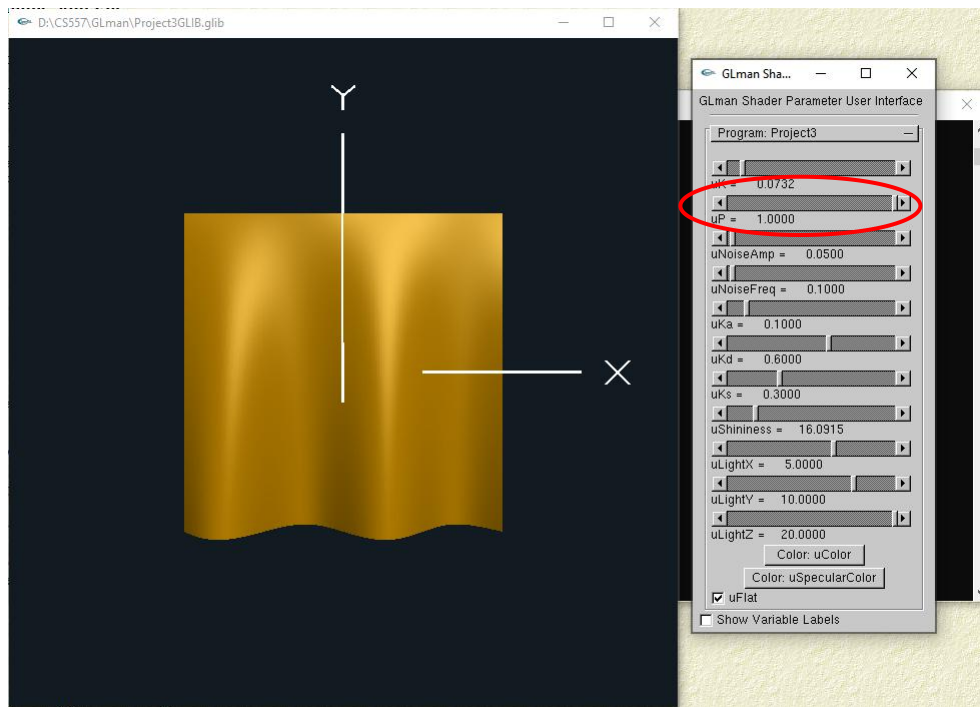 D:\CS557\GLman\Project3GLIB.glib
Y
X
GLman Sha...
GLman Shader Parameter User Interface
Program: Project3
uK = 0.0732
uP = 1.0000
uNoiseAmp = 0.0500
uNoiseFreq = 0.1000
uKa = 0.1000
uKd = 0.6000
uKs = 0.3000
uShininess = 16.0915
uLightX = 5.0000
uLightY = 10.0000
uLightZ = 20.0000
Color: uColor
Color: uSpecularColor
uFlat
Show Variable Labels